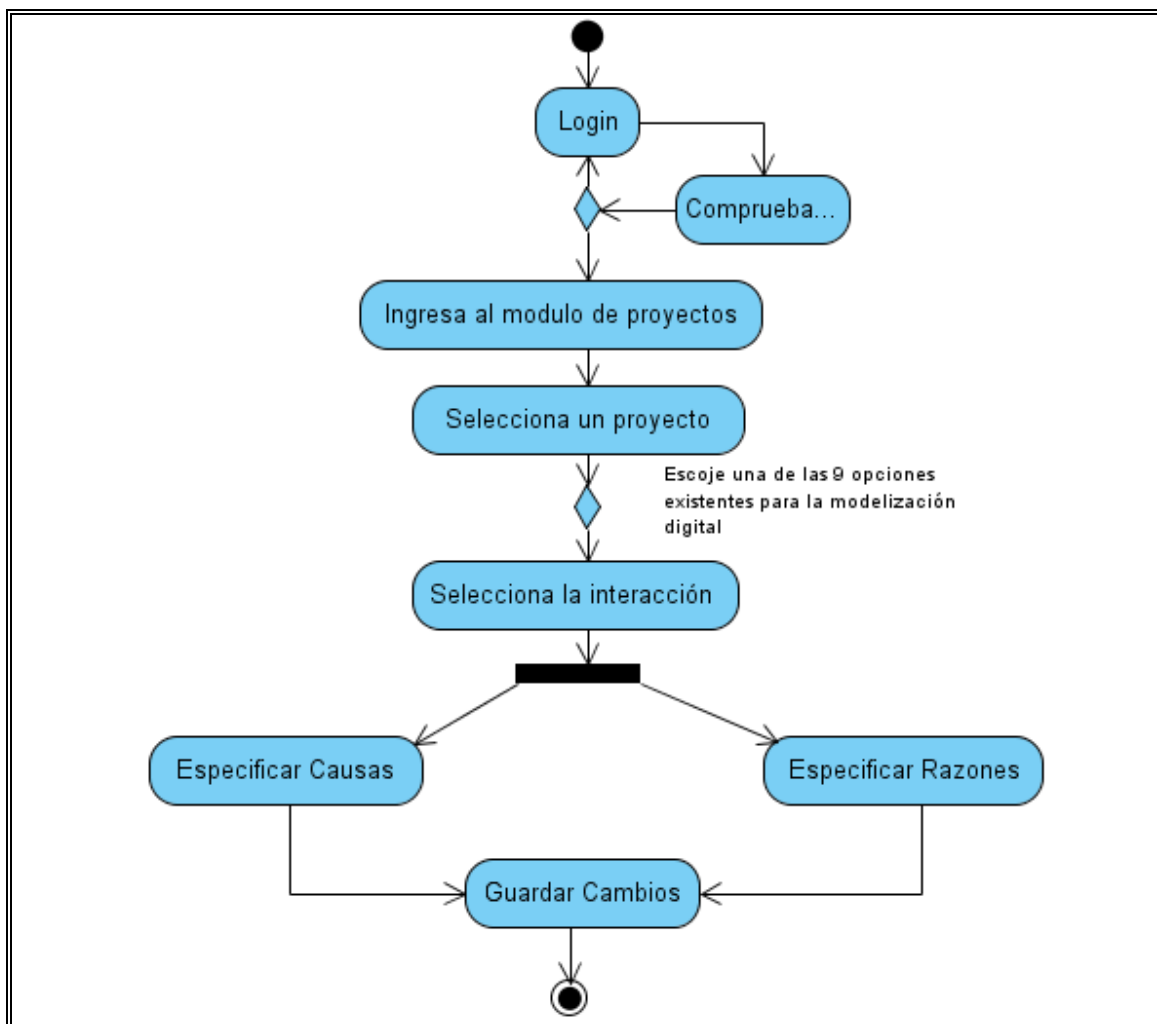 Login
Comprueba...
Ingresa al modulo de proyectos
Selecciona un proyecto
Escoje una de las 9 opciones
existentes para la modelización
digital
Selecciona la interacción
Especificar Causas
Especificar Razones
Guardar Cambios